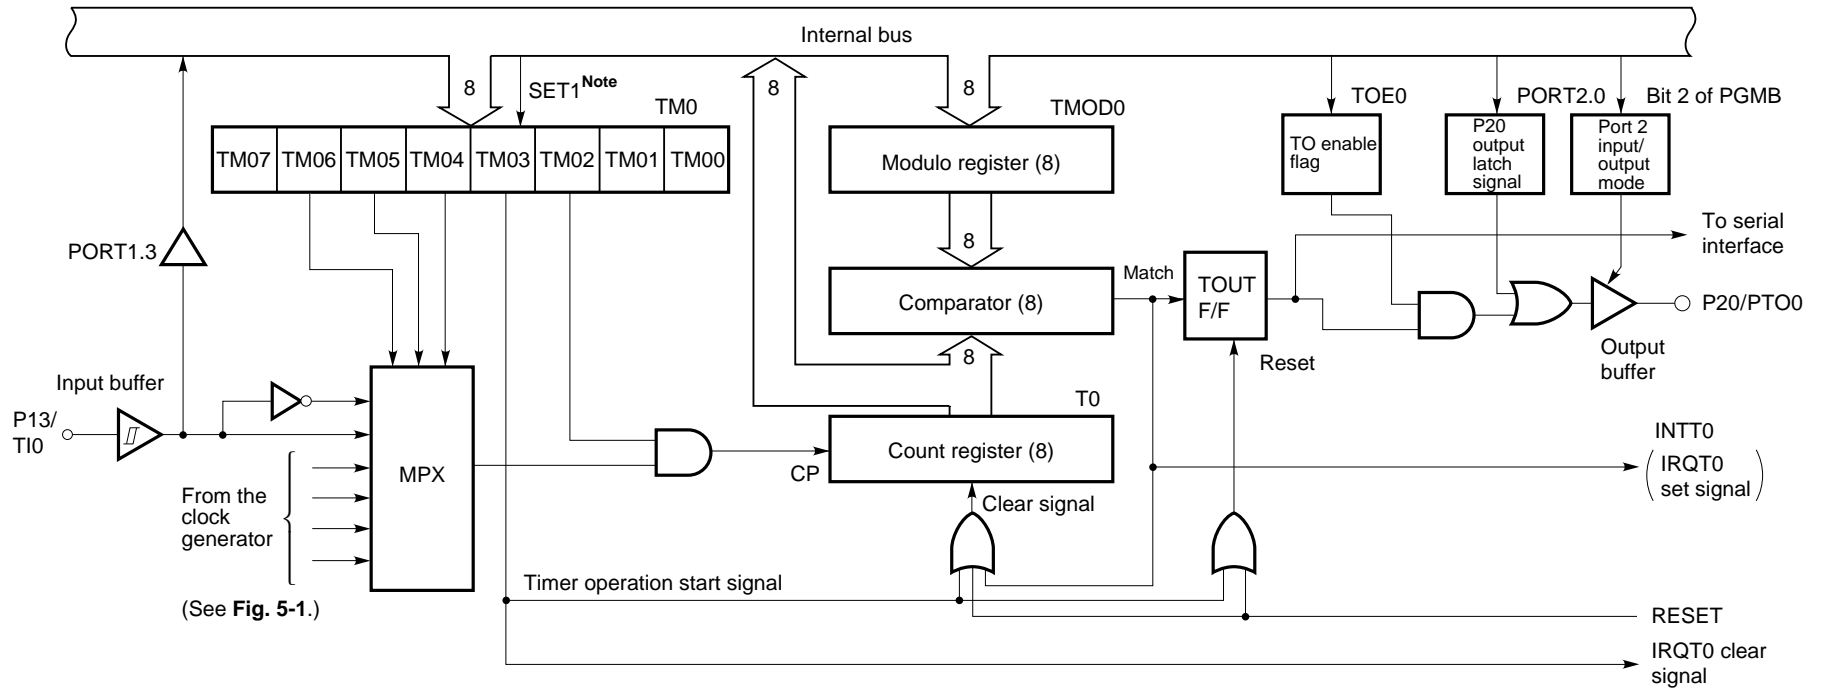 Internal bus
8
SET1Note
8
8
TM0
TMOD0
TOE0
PORT2.0
Bit 2 of PGMB
TM07
TM06
TM05
TM04
TM03
TM02
TM01
TM00
Modulo register (8)
TO enable
flag
P20
output
latch
signal
Port 2
input/
output
mode
PORT1.3
8
To serial
interface
Comparator (8)
Match
TOUT
F/F
P20/PTO0
8
Reset
Output
buffer
Input buffer
P13/
TI0
T0
MPX
CP
Count register (8)
INTT0
IRQT0
set signal
From the
clock
generator
Clear signal
Timer operation start signal
(See Fig. 5-1.)
RESET
IRQT0 clear
signal